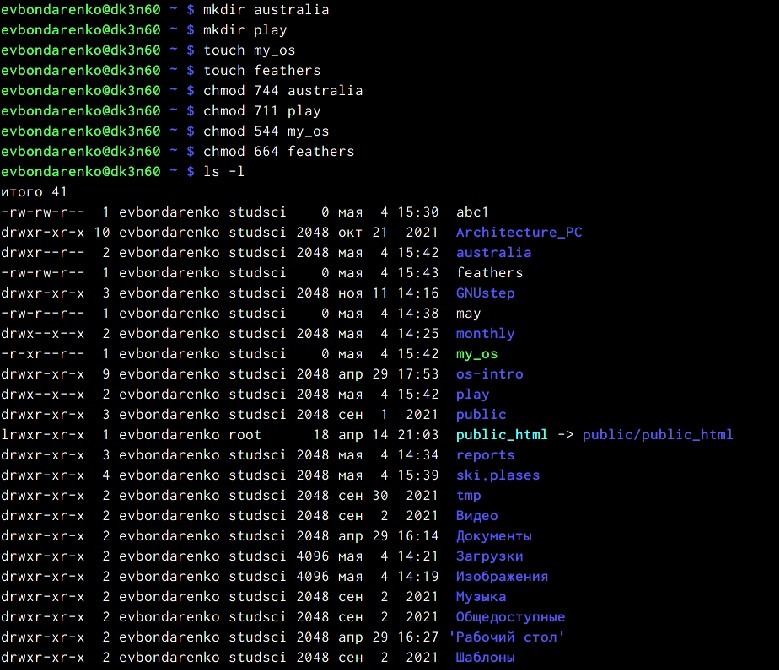 evbondarenko@dk3n60 ~ $ mkdir australia
evbondarenko@dk3n60 ~ $ mkdir play
evbondarenko@dk3n60 ~ $ touch my_os
evbondarenko@dk3n60 ~ $ touch feathers
evbondarenko@dk3n60 ~ $ chmod 744 australia
evbondarenko@dk3n60 ~ $ chmod 711 play
evbondarenko@dk3n60 ~ $ chmod 544 my_os
evbondarenko@dk3n60 ~ $ chmod 664 feathers
evbondarenko@dk3n60 ~ $ ls -l
итого 41
-rw-rw-r-- 1 evbondarenko studsci 0 мая 4 15:30 abc1
drwxr-xr-x 10 evbondarenko studsci 2048 окт 21 2021 Architecture_PC
drwxr--r-- 2 evbondarenko studsci 2048 мая 4 15:42 australia
-rw-rw-r-- 1 evbondarenko studsci 0 мая 4 15:43 feathers
drwxr-xr-x 3 evbondarenko studsci 2048 ноя 11 14:16 GNUstep
-rw-r--r-- 1 evbondarenko studsci 0 мая 4 14:38 may
drwx--x--x 2 evbondarenko studsci 2048 мая 4 14:25 monthly
-r-xr--r-- 1 evbondarenko studsci 0 мая 4 15:42 my_os
drwxr-xr-x 9 evbondarenko studsci 2048 апр 29 17:53 os-intro
drwx--x--x 2 evbondarenko studsci 2048 мая 4 15:42 play
drwxr-xr-x 3 evbondarenko studsci 2048 сен 1 2021 public
lrwxr-xr-x 1 evbondarenko root 18 апр 14 21:03 public_html -> public/public_html
drwxr-xr-x 3 evbondarenko studsci 2048 мая 4 14:34 reports
drwxr-xr-x 4 evbondarenko studsci 2048 мая 4 15:39 ski.plases
drwxr-xr-x 2 evbondarenko studsci 2048 сен 30 2021 tmp
drwxr-xr-x 2 evbondarenko studsci 2048 сен 2 2021 Видео
drwxr-xr-x 2 evbondarenko studsci 2048 апр 29 16:14 Документы
drwxr-xr-x 2 evbondarenko studsci 4096 мая 4 14:21 Загрузки
drwxr-xr-x 2 evbondarenko studsci 4096 мая 4 14:19 Изображения
drwxr-xr-x 2 evbondarenko studsci 2048 сен 2 2021 Музыка
drwxr-xr-x 2 evbondarenko studsci 2048 сен 2 2021 Общедоступные
drwxr-xr-x 2 evbondarenko studsci 2048 апр 29 16:27 'Рабочий стол'
drwxr-xr-x 2 evbondarenko studsci 2048 сен 2 2021 Шаблоны